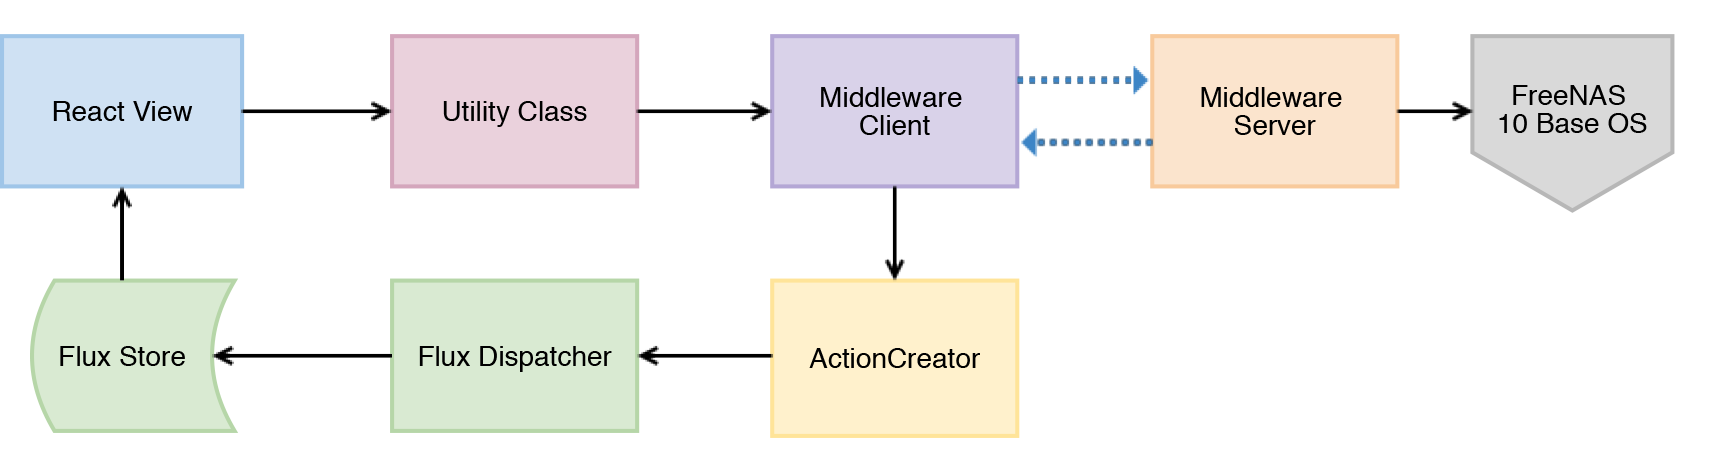 React View
Utility Class
Middleware
Client
Middleware
Server
FreeNAS
10 Base OS
Flux Store
Flux Dispatcher
ActionCreator